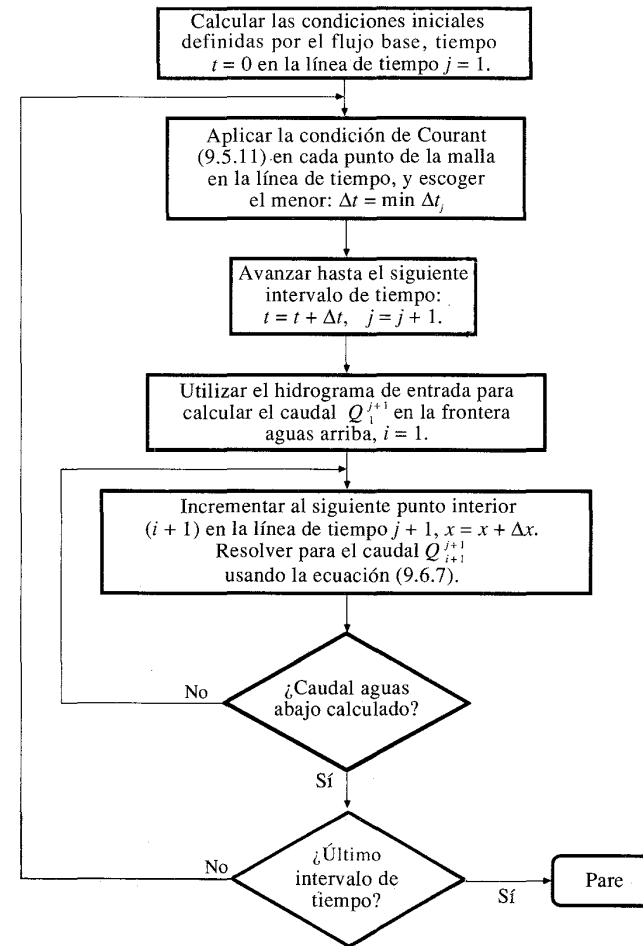 Calcular las condiciones iniciales
definidas por el flujo base, tiempo
t = 0 en la línea de tiempo j = 1.
Aplicar la condición de Courant
(9.5.11) en cada punto de la malla
en la línea de tiempo, y escoger
el menor: Δt = min Δt_j
Avanzar hasta el siguiente
intervalo de tiempo:
t = t + Δt, j = j + 1.
Utilizar el hidrograma de entrada para
calcular el caudal Q_1^{j+1} en la frontera
aguas arriba, i = 1.
Incrementar al siguiente punto interior
(i + 1) en la línea de tiempo j + 1, x = x + Δx.
Resolver para el caudal Q_{i+1}^{j+1}
usando la ecuación (9.6.7).
No
¿Caudal aguas
abajo calculado?
Sí
No
¿Último
intervalo de
tiempo?
Sí
Pare